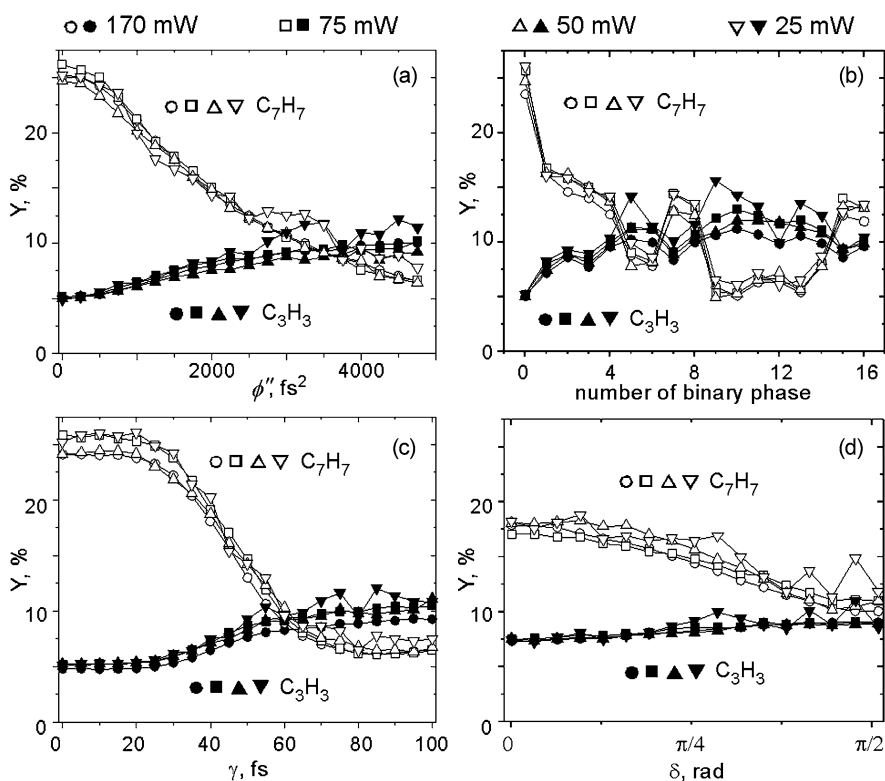 170 mW 75 mW 50 mW 25 mW
(a)
C₇H₇
C₃H₃
Y, %
0 10 20
0 2000 4000
ϕ′′, fs²
(b)
C₇H₇
C₃H₃
Y, %
0 10 20
0 4 8 12 16
number of binary phase
(c)
C₇H₇
C₃H₃
Y, %
0 10 20
0 20 40 60 80 100
γ, fs
(d)
C₇H₇
C₃H₃
Y, %
0 10 20
0 π/4 π/2
δ, rad